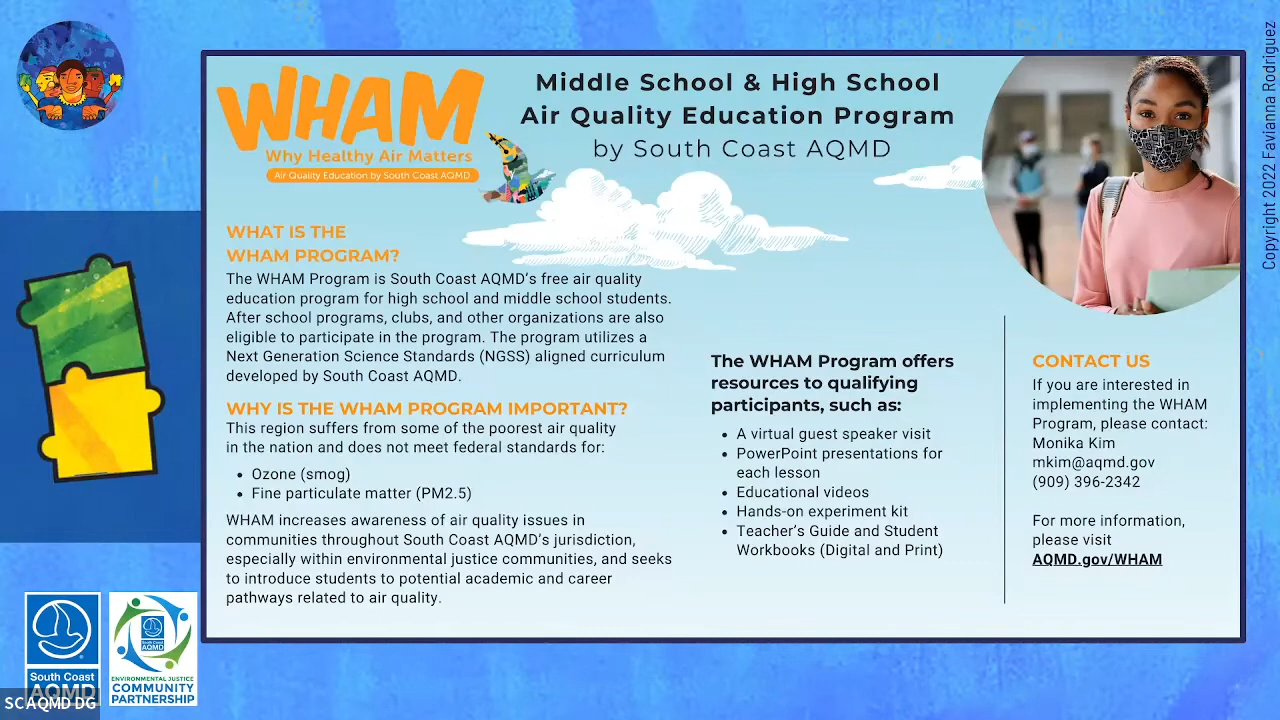 WHAM
Why Healthy Air Matters
Air Quality Education by South Coast AQMD
Middle School & High School
Air Quality Education Program
by South Coast AQMD
Copyright 2022 Favianna Rodriguez
WHAT IS THE
WHAM PROGRAM?
The WHAM Program is South Coast AQMD's free air quality
education program for high school and middle school students.
After school programs, clubs, and other organizations are also
eligible to participate in the program. The program utilizes a
Next Generation Science Standards (NGSS) aligned curriculum
developed by South Coast AQMD.
WHY IS THE WHAM PROGRAM IMPORTANT?
This region suffers from some of the poorest air quality
in the nation and does not meet federal standards for:
• Ozone (smog)
• Fine particulate matter (PM2.5)
WHAM increases awareness of air quality issues in
communities throughout South Coast AQMD's jurisdiction,
especially within environmental justice communities, and seeks
to introduce students to potential academic and career
pathways related to air quality.
The WHAM Program offers
resources to qualifying
participants, such as:
• A virtual guest speaker visit
• PowerPoint presentations for
each lesson
• Educational videos
• Hands-on experiment kit
• Teacher's Guide and Student
Workbooks (Digital and Print)
CONTACT US
If you are interested in
implementing the WHAM
Program, please contact:
Monika Kim
mkim@aqmd.gov
(909) 396-2342
For more information,
please visit
AQMD.gov/WHAM
South Coast
AQMD
South Coast
AQMD
ENVIRONMENTAL JUSTICE
COMMUNITY
PARTNERSHIP
SCAQMD DG